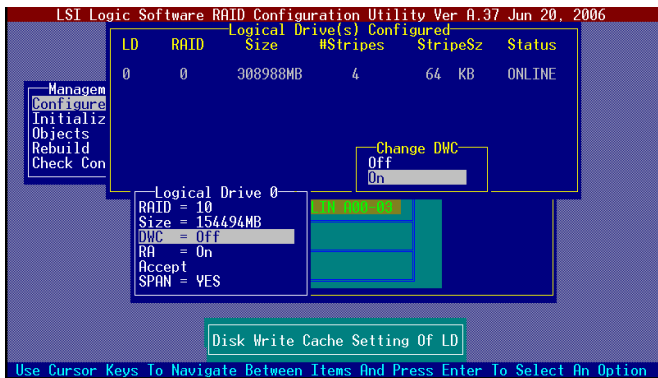 LSI Logic Software RAID Configuration Utility Ver A.37 Jun 20, 2006
Logical Drive(s) Configured
LD RAID Size #Stripes StripeSz Status
0 0 308988MB 4 64 KB ONLINE
Managem
Configure
Initializ
Objects
Rebuild
Check Con
Change DWC
Off
On
Logical Drive 0
RAID = 10
Size = 154494MB
DWC = Off
RA = On
Accept
SPAN = YES
LIN A00-03
Disk Write Cache Setting Of LD
Use Cursor Keys To Navigate Between Items And Press Enter To Select An Option